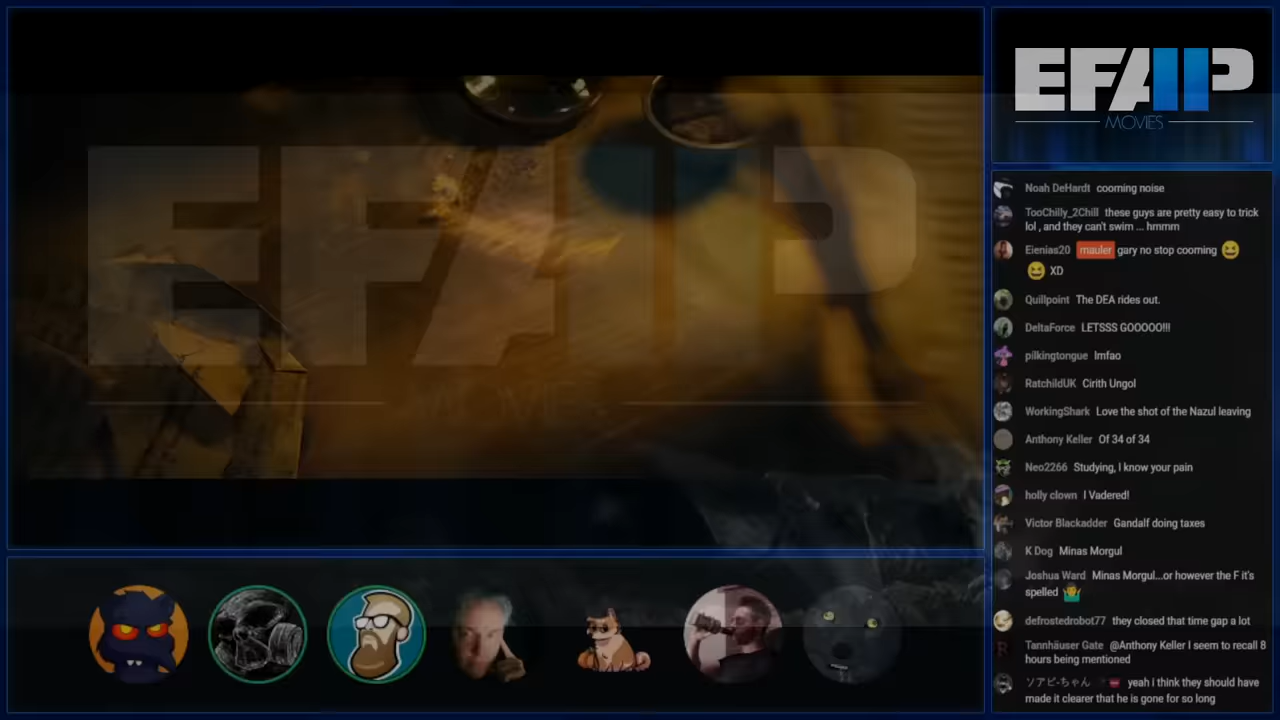 EFAP
MOVIES
EFAP
Noah DeHardt coorning noise
TooChilly_2Chill these guys are pretty easy to trick
lol , and they can't swim ... hmmm
Eienias20 mauler gary no stop coorning 😆
😆 XD
Quillpoint The DEA rides out.
DeltaForce LETSSS GOOOOO!!!
pilkingtongue lmfao
RatchildUK Cirith Ungol
WorkingShark Love the shot of the Nazul leaving
Anthony Keller Of 34 of 34
Neo2266 Studying, I know your pain
holly clown I Vadered!
Victor Blackadder Gandalf doing taxes
K Dog Minas Morgul
Joshua Ward Minas Morgul...or however the F it's
spelled 🤷‍♂️
defrostedrobot77 they closed that time gap a lot
Tannhäuser Gate @Anthony Keller I seem to recall 8
hours being mentioned
ソアビ-ちゃん yeah i think they should have
made it clearer that he is gone for so long